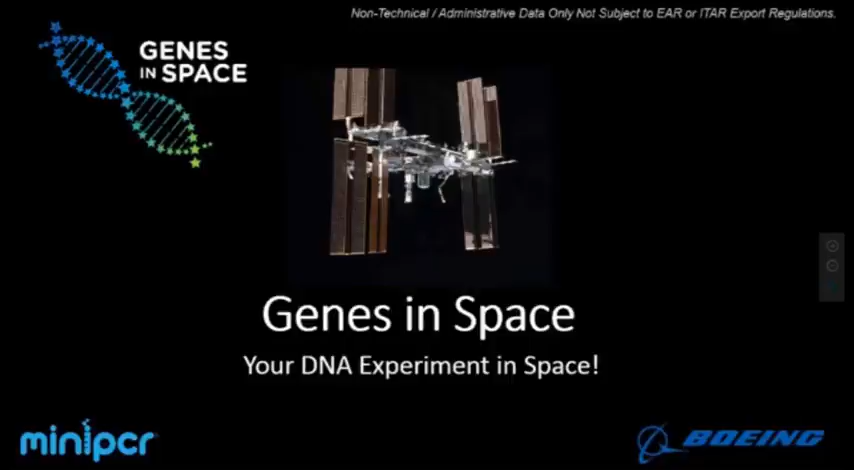 Non-Technical / Administrative Data Only Not Subject to EAR or ITAR Export Regulations.
GENES
IN SPACE
Genes in Space
Your DNA Experiment in Space!
minipcr
BOEING